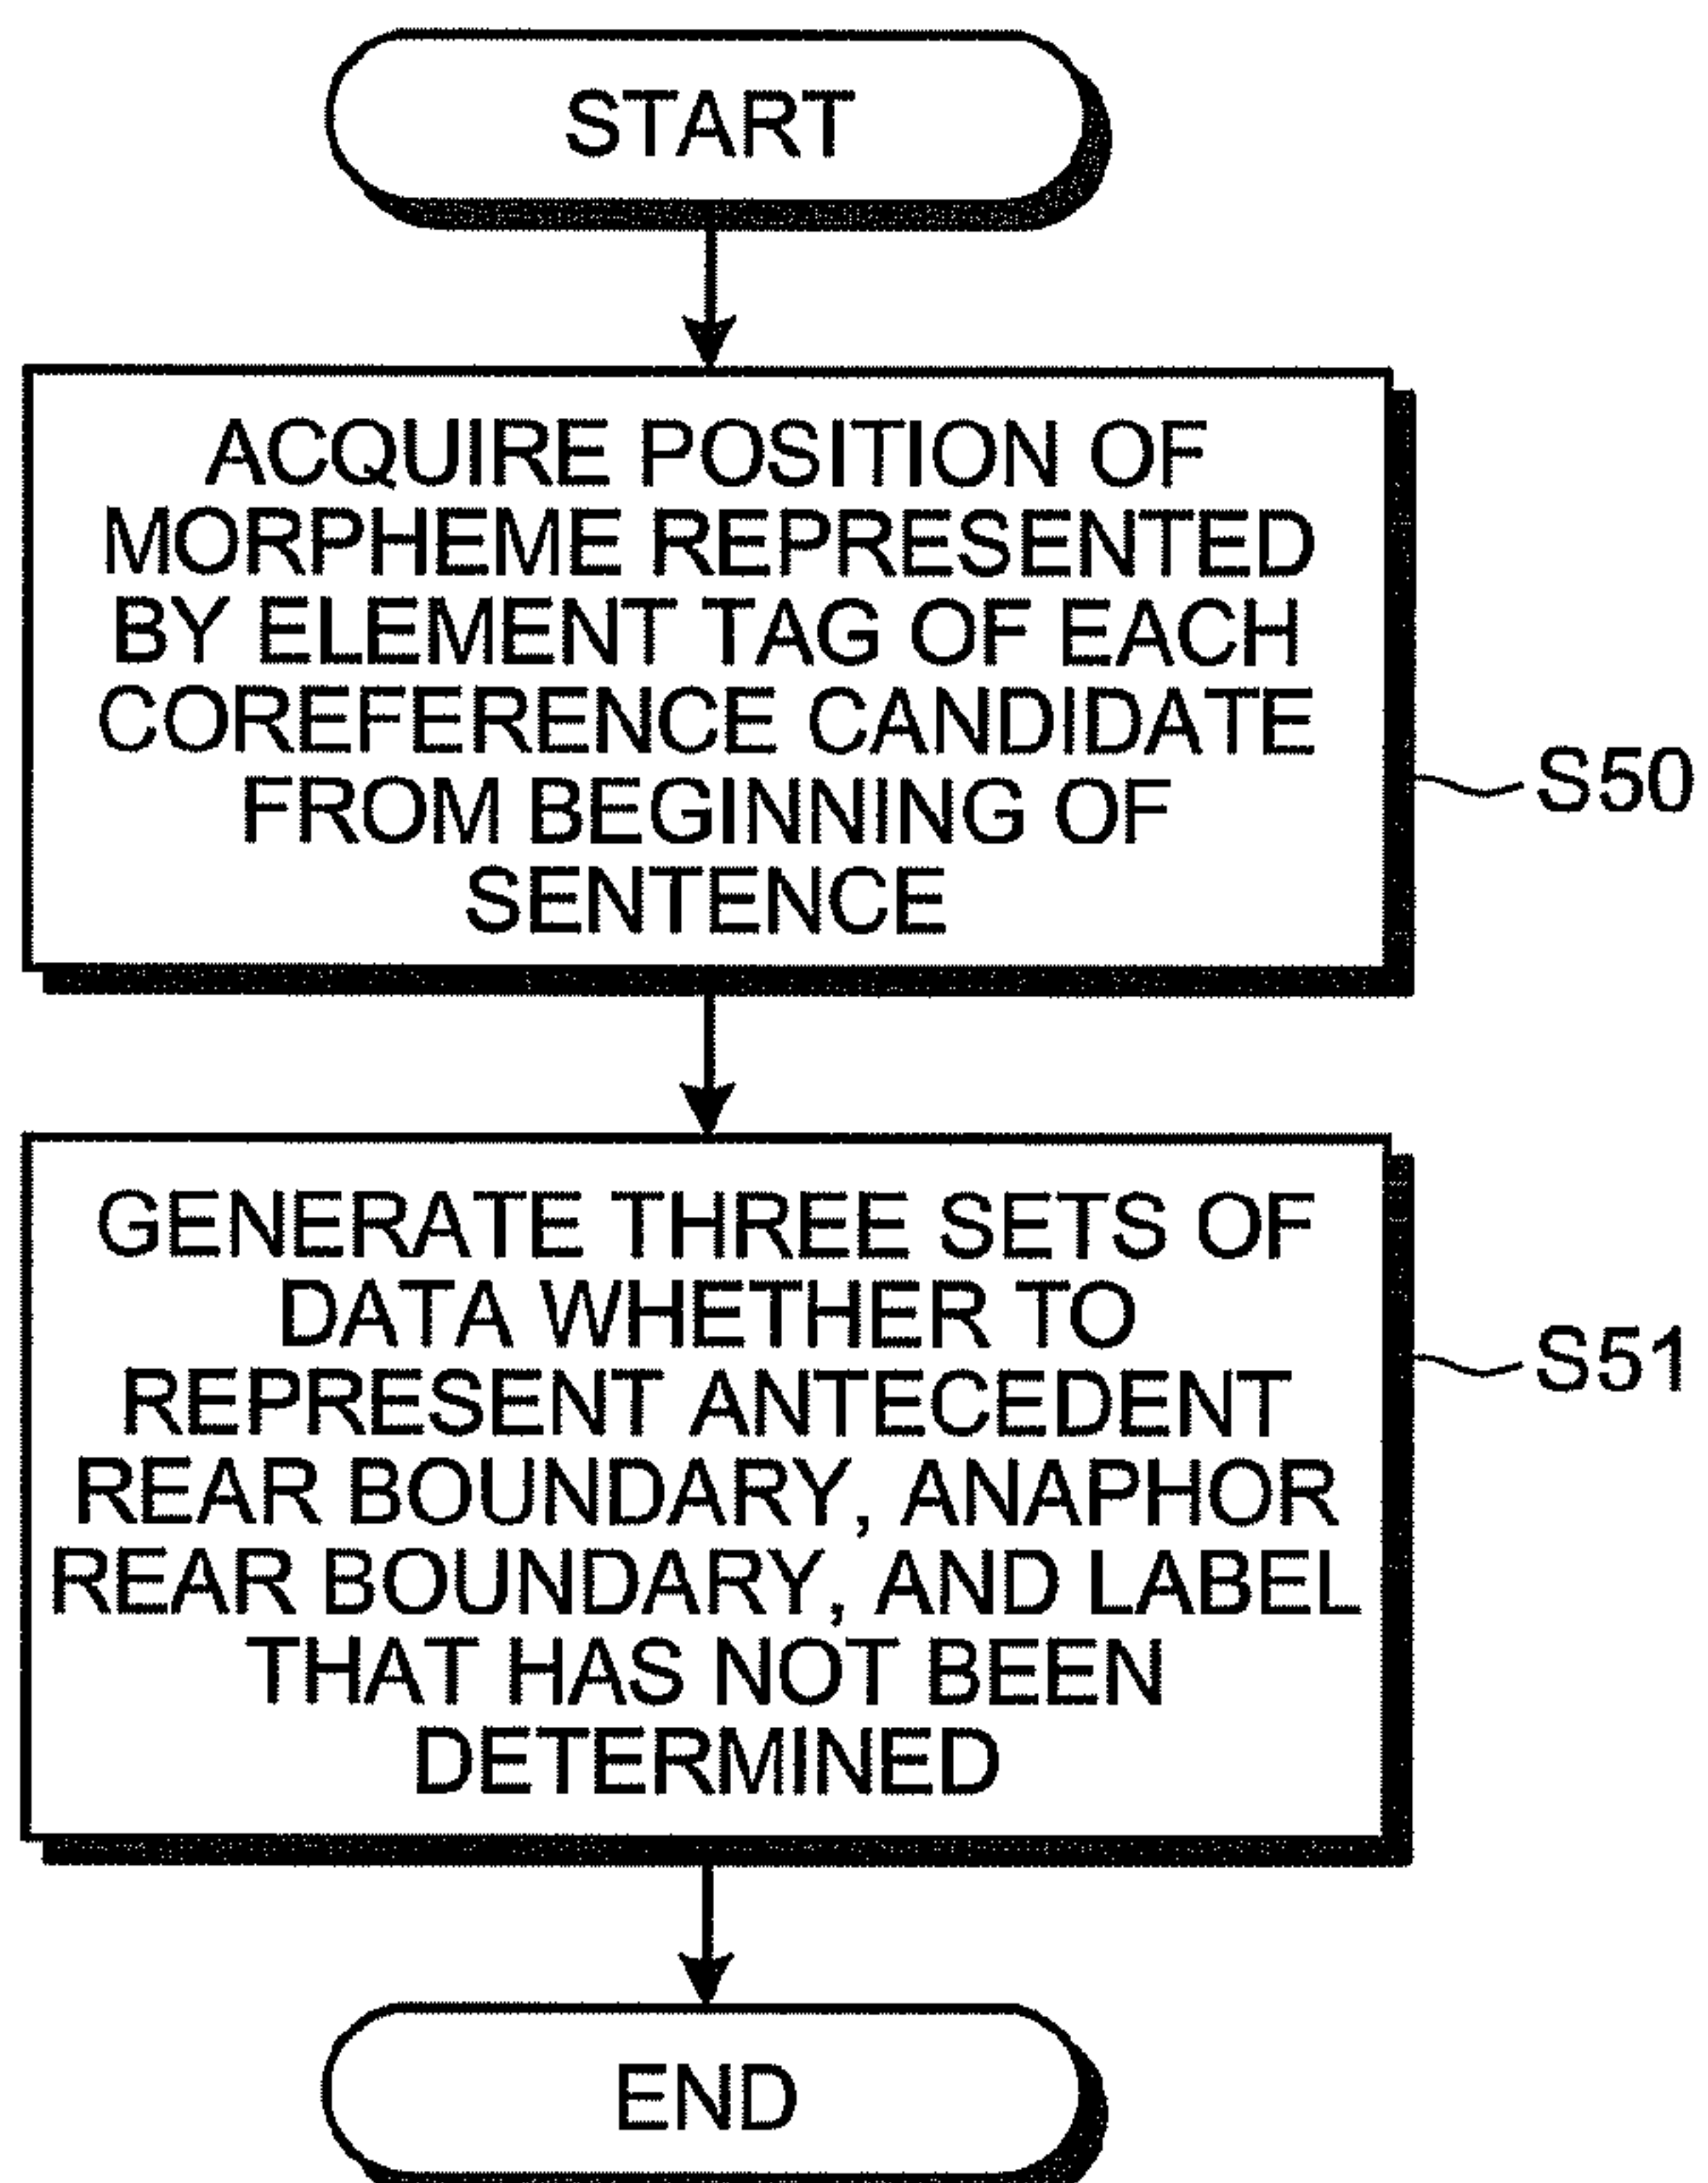 START
ACQUIRE POSITION OF
MORPHEME REPRESENTED
BY ELEMENT TAG OF EACH
COREFERENCE CANDIDATE
FROM BEGINNING OF
SENTENCE
S50
GENERATE THREE SETS OF
DATA WHETHER TO
REPRESENT ANTECEDENT
REAR BOUNDARY, ANAPHOR
REAR BOUNDARY, AND LABEL
THAT HAS NOT BEEN
DETERMINED
S51
END